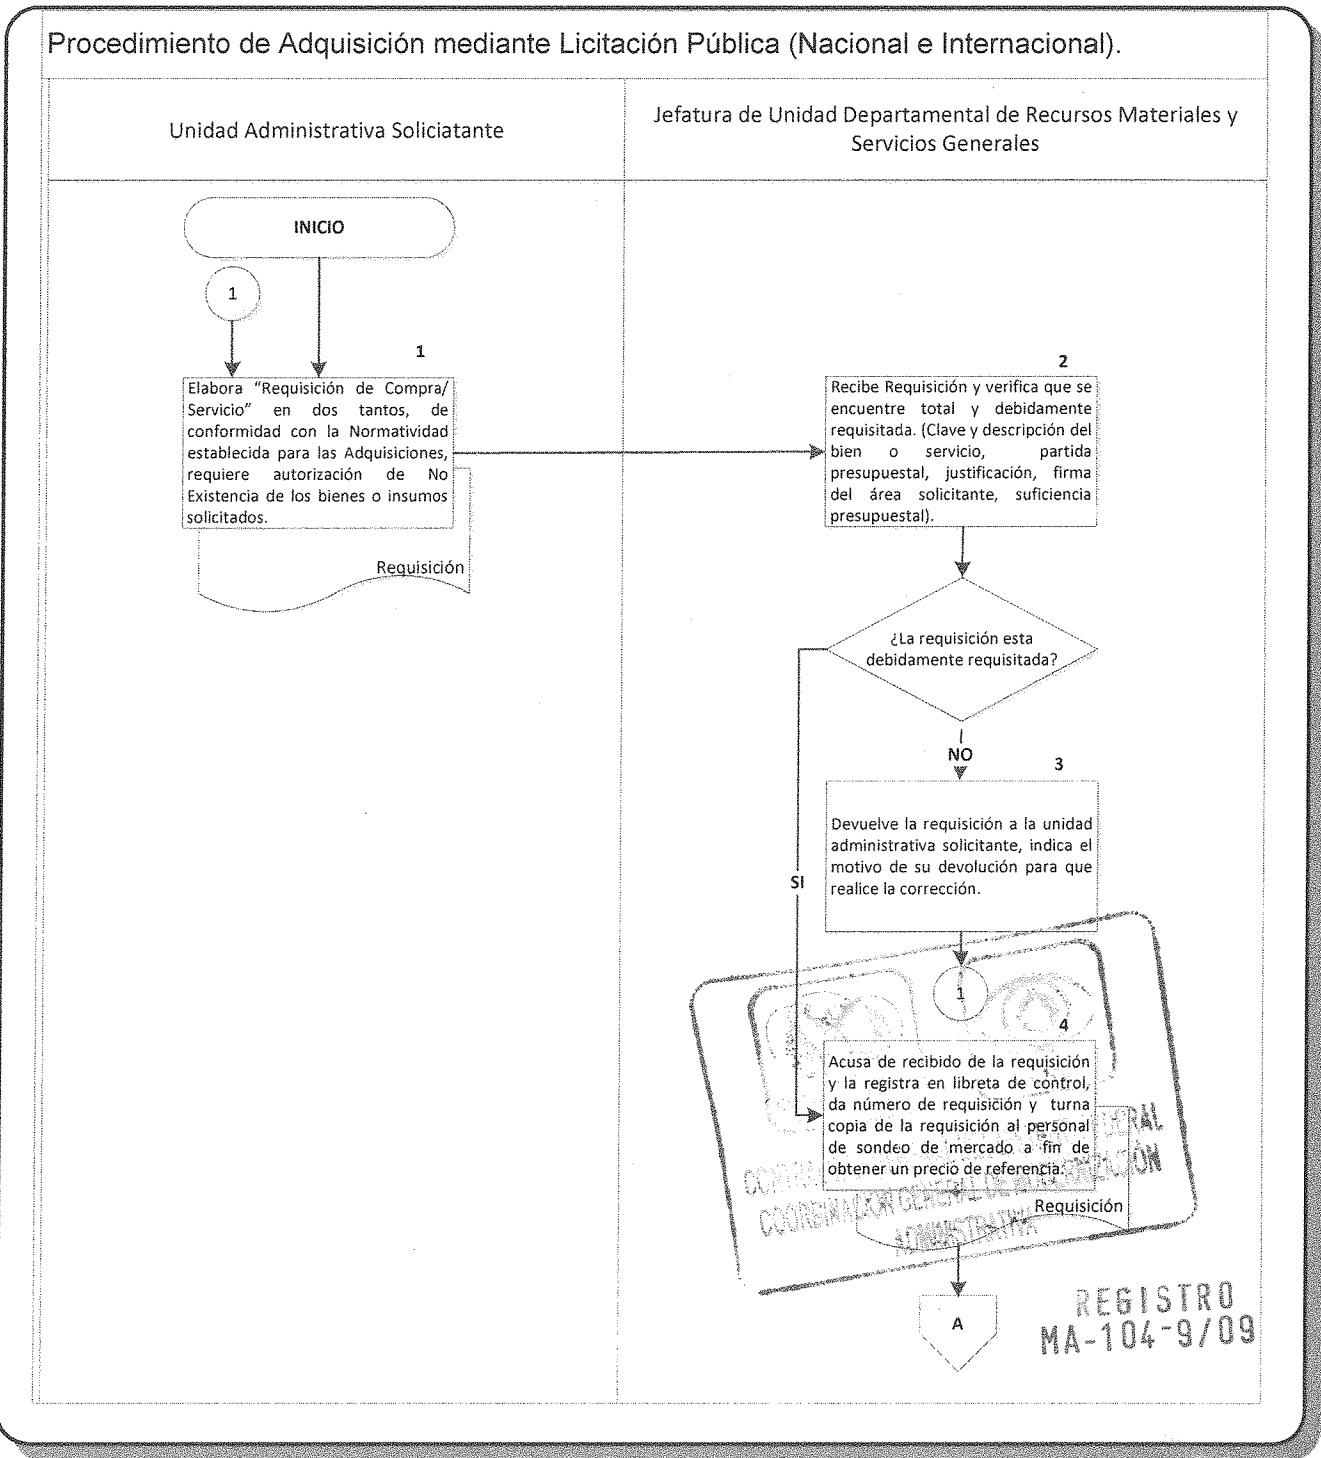 Procedimiento de Adquisición mediante Licitación Pública (Nacional e Internacional).
Unidad Administrativa Soliciatante
Jefatura de Unidad Departamental de Recursos Materiales y
Servicios Generales
INICIO
1
1
Elabora “Requisición de Compra/
Servicio” en dos tantos, de
conformidad con la Normatividad
establecida para las Adquisiciones,
requiere autorización de No
Existencia de los bienes o insumos
solicitados.
Requisición
2
Recibe Requisición y verifica que se
encuentre total y debidamente
requisitada. (Clave y descripción del
bien o servicio, partida
presupuestal, justificación, firma
del área solicitante, suficiencia
presupuestal).
¿La requisición esta
debidamente requisitada?
NO
3
Devuelve la requisición a la unidad
administrativa solicitante, indica el
motivo de su devolución para que
realice la corrección.
SI
1
4
Acusa de recibido de la requisición
y la registra en libreta de control,
da número de requisición y turna
copia de la requisición al personal
de sondeo de mercado a fin de
obtener un precio de referencia.
Requisición
COORDINACION GENERAL DE MODERNIZACIÓN
ADMINISTRATIVA
A
REGISTRO
MA-104-9/09